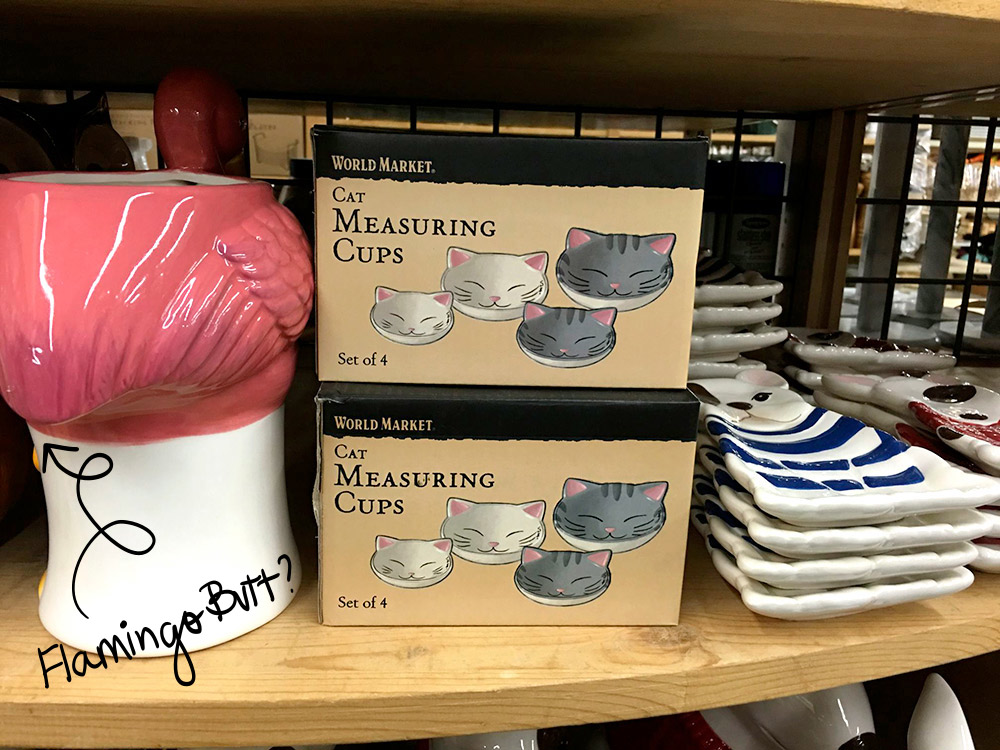 WORLD MARKET®
CAT
MEASURING
CUPS
Set of 4
WORLD MARKET
CAT
MEASURING
CUPS
Set of 4
Flamingo Butt?